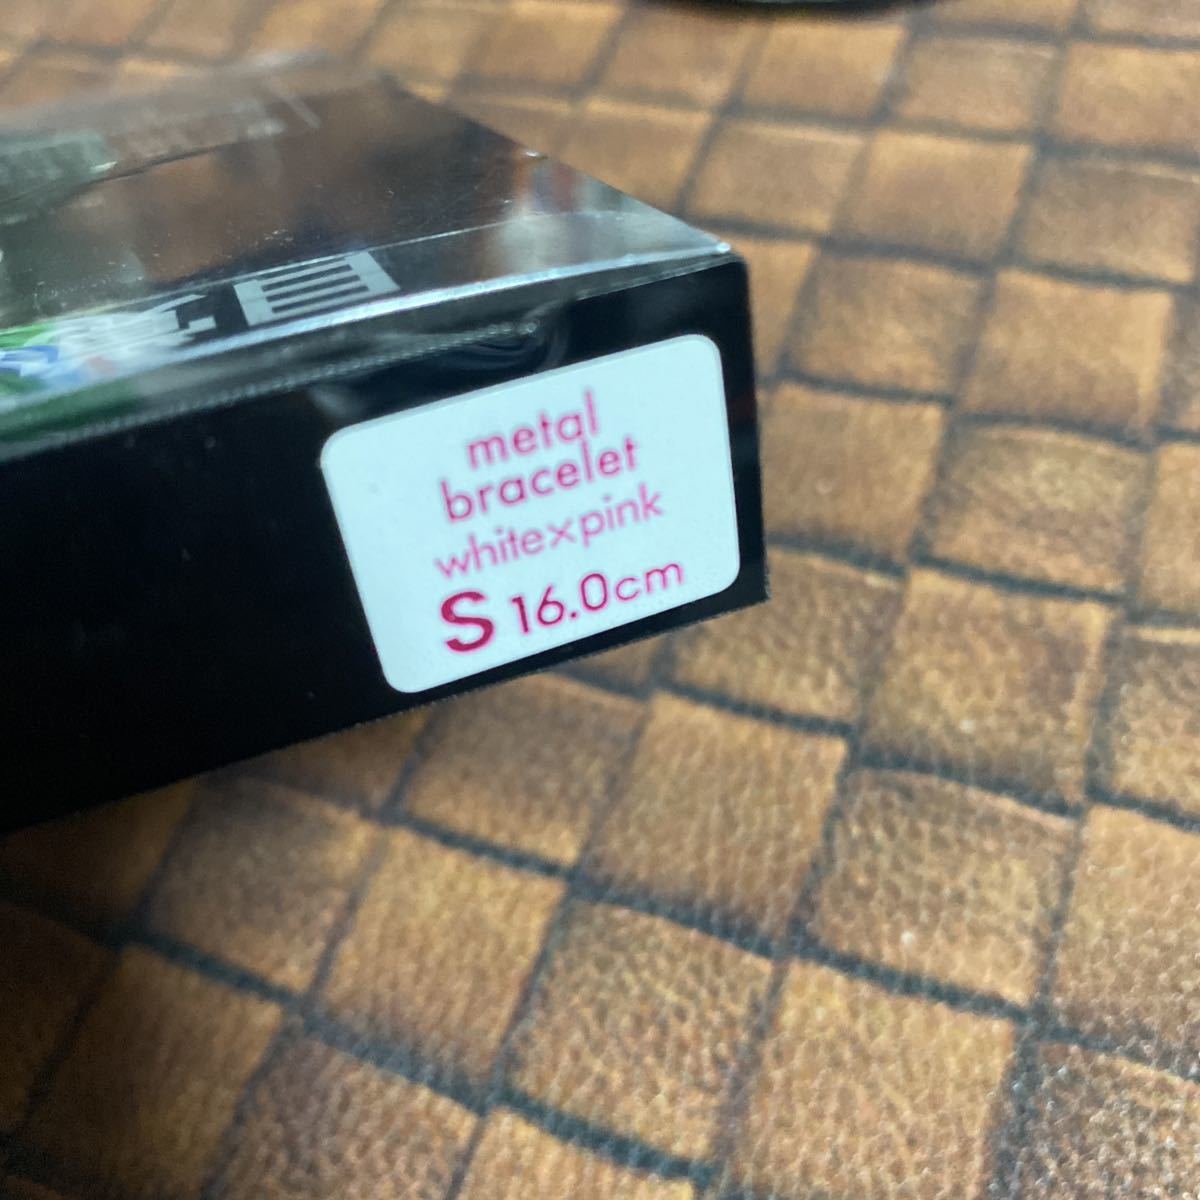 metal
bracelet
white×pink
S 16.0cm